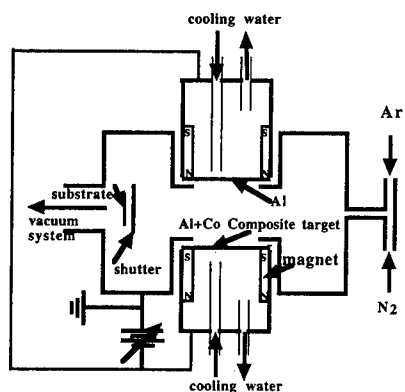 cooling water
Ar
S
S
N
N
Al
substrate
vacuum
system
Al+Co Composite target
shutter
S
S
magnet
N
N
N2
cooling water